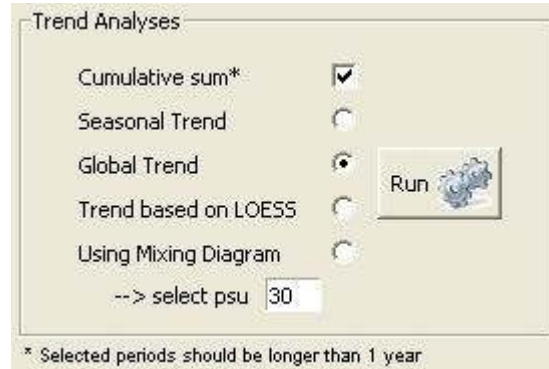 Trend Analyses
Cumulative sum*
Seasonal Trend
Global Trend
Run
Trend based on LOESS
Using Mixing Diagram
--> select psu 30
* Selected periods should be longer than 1 year